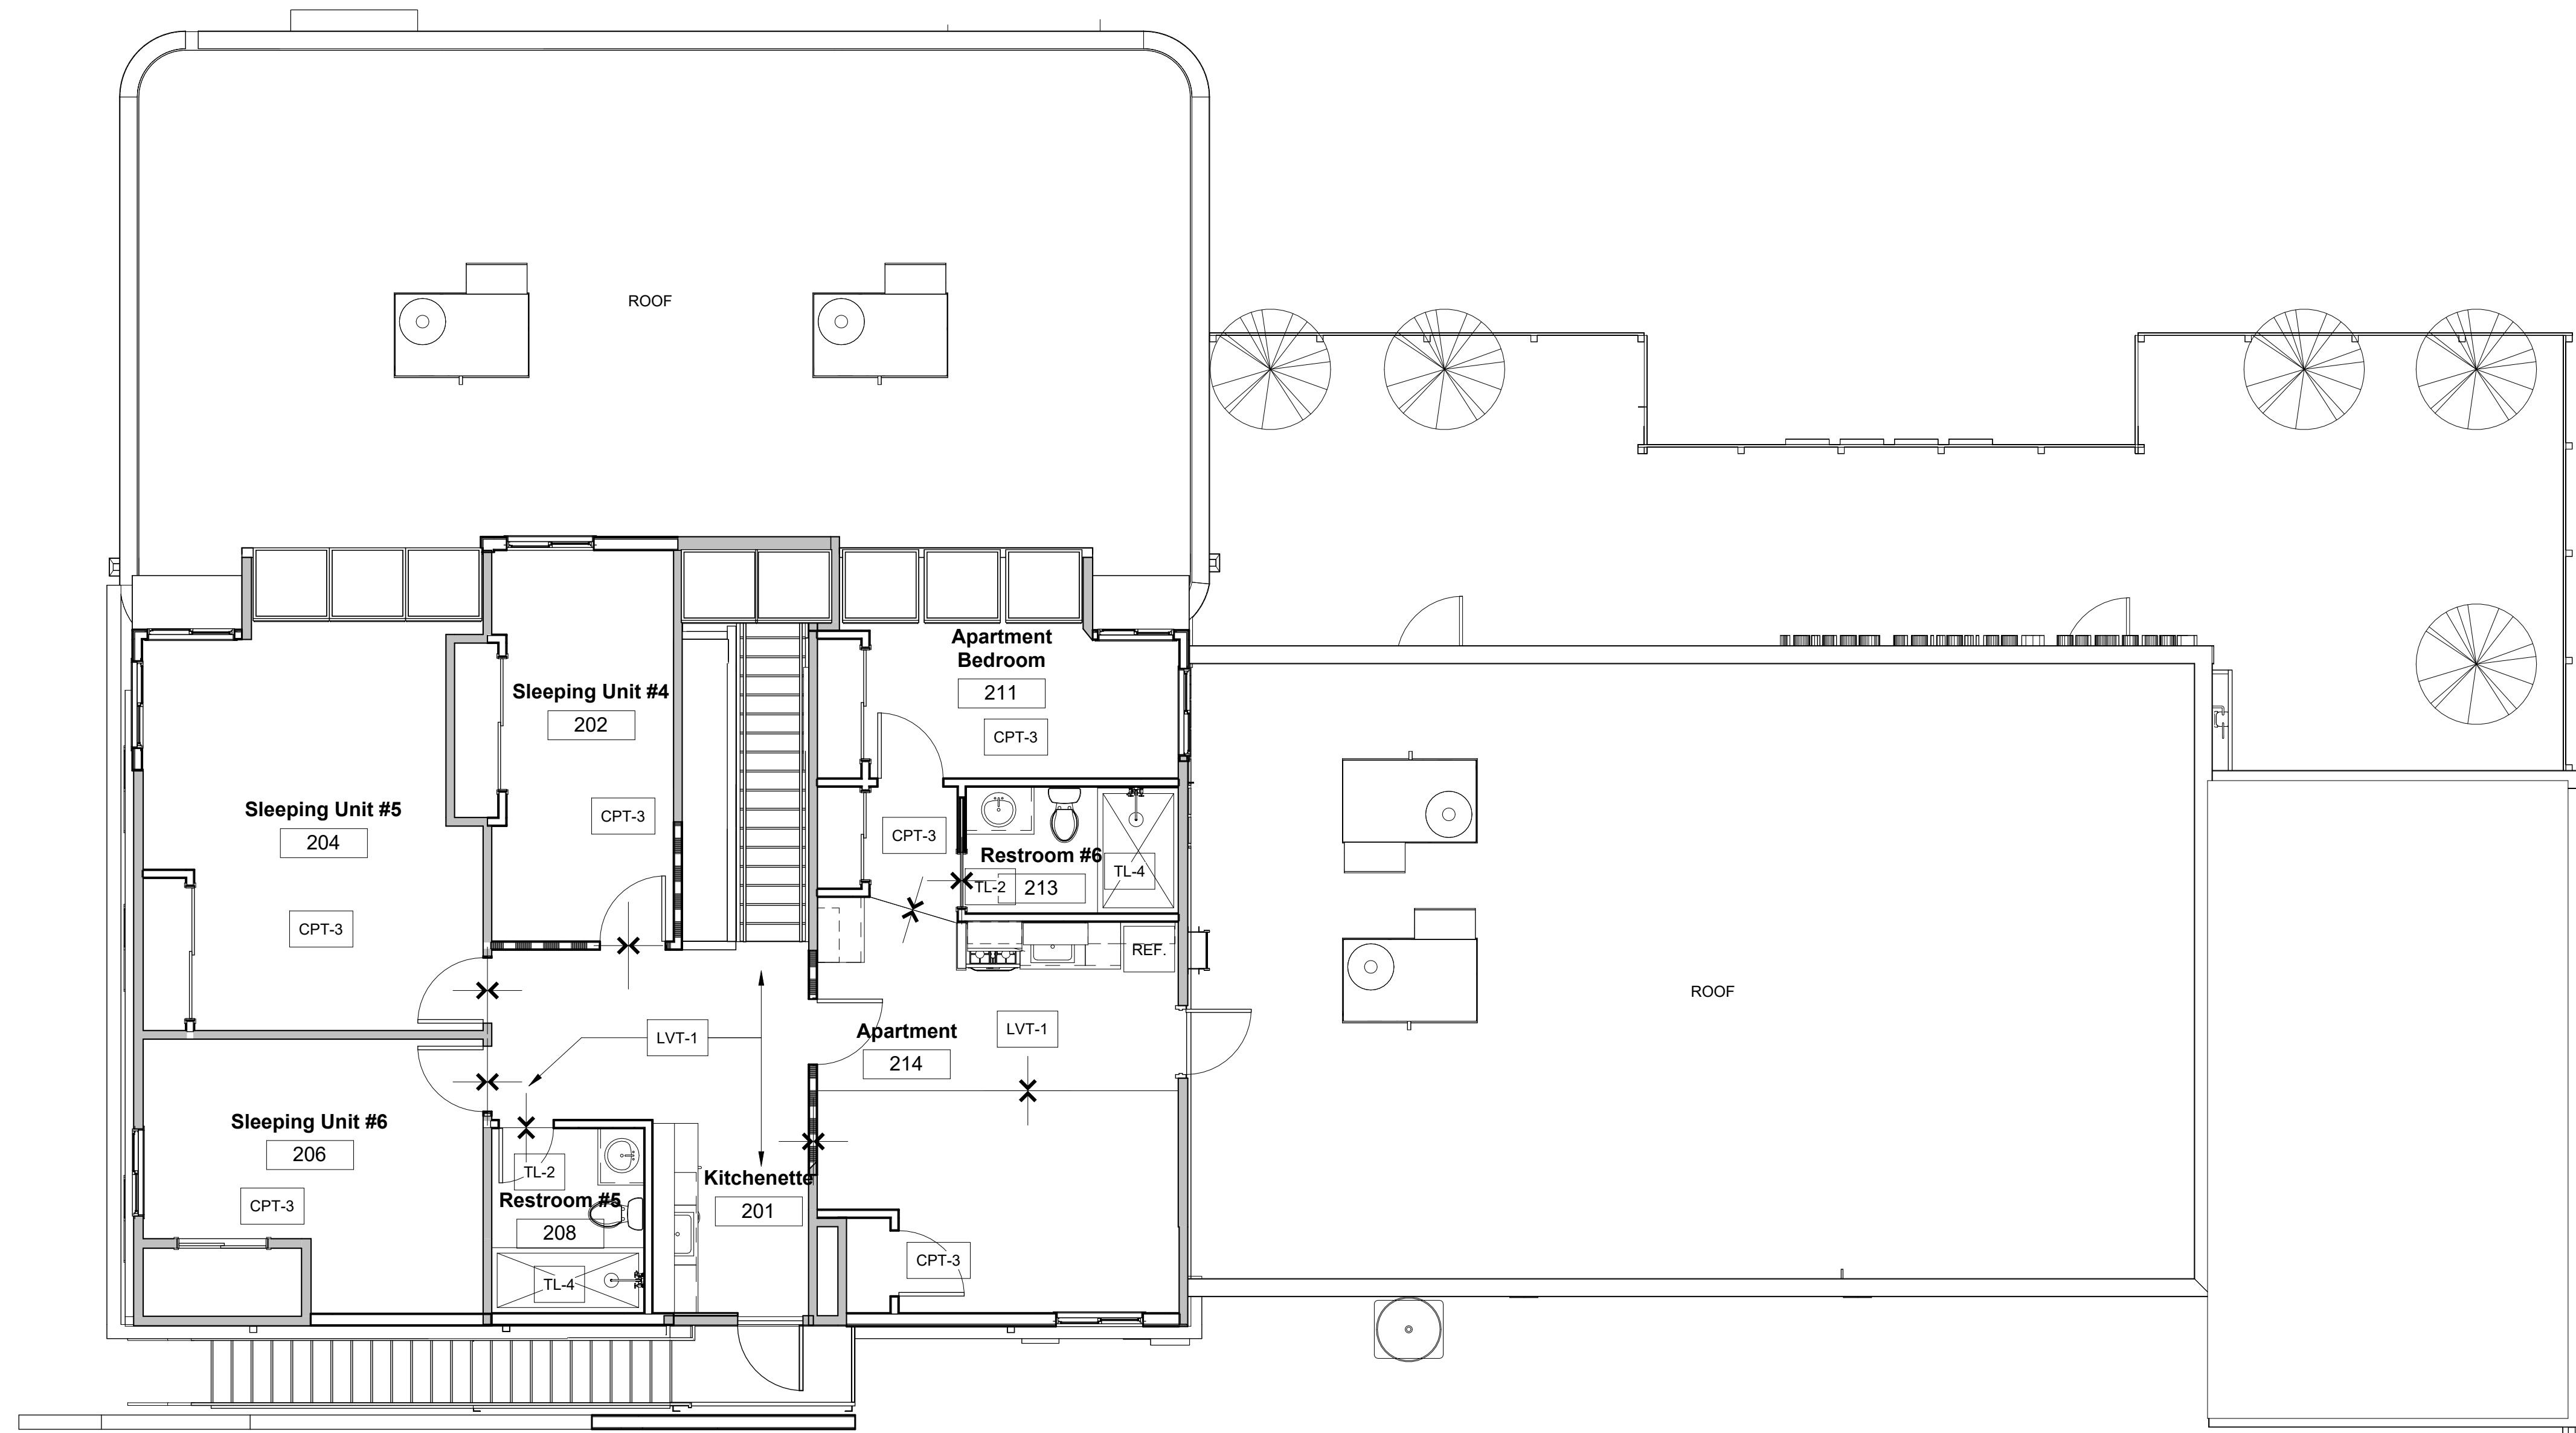 ROOF
Apartment
Bedroom
211
CPT-3
Sleeping Unit #4
202
CPT-3
Sleeping Unit #5
204
CPT-3
CPT-3
Restroom #6
213
TL-2
TL-4
REF.
ROOF
LVT-1
Apartment
214
LVT-1
Sleeping Unit #6
206
CPT-3
TL-2
Restroom #5
208
TL-4
Kitchenette
201
CPT-3